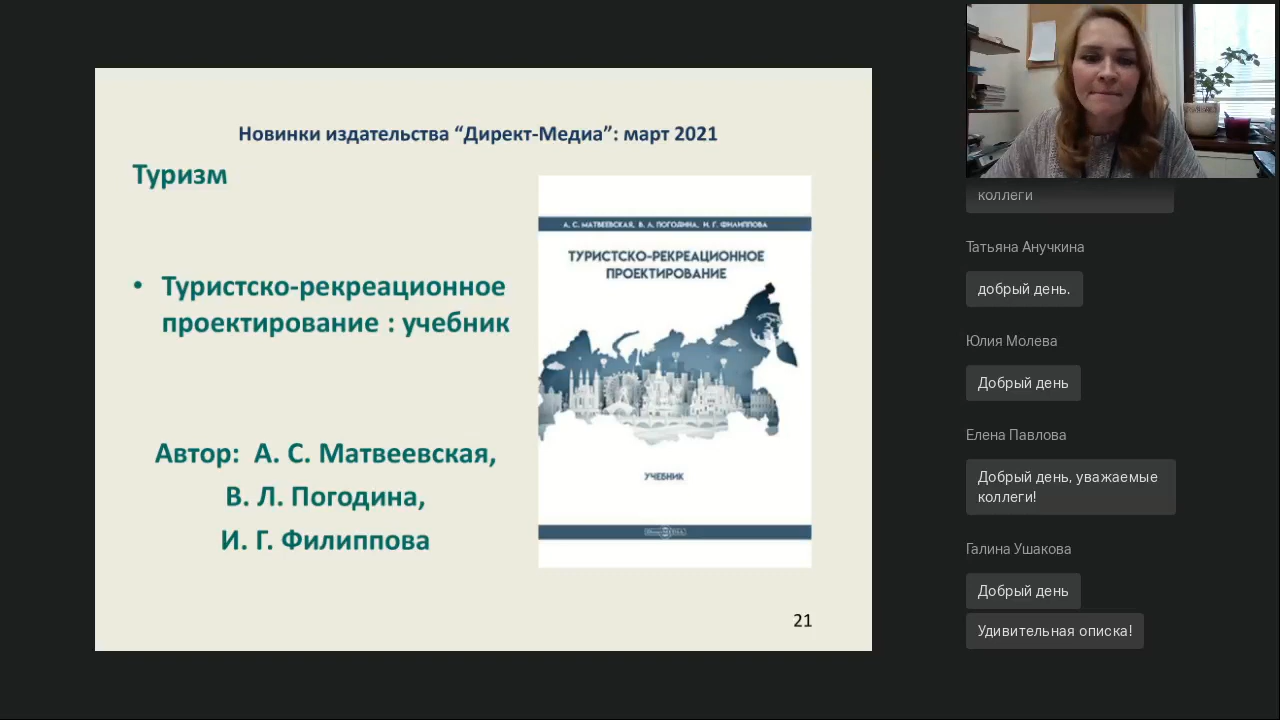 Новинки издательства “Директ-Медиа”: март 2021
Туризм
• Туристско-рекреационное
проектирование : учебник
Автор: А. С. Матвеевская,
В. Л. Погодина,
И. Г. Филиппова
А. С. МАТВЕЕВСКАЯ, В. Л. ПОГОДИНА, И. Г. ФИЛИППОВА
ТУРИСТСКО-РЕКРЕАЦИОННОЕ
ПРОЕКТИРОВАНИЕ
УЧЕБНИК
21
коллеги
Татьяна Анучкина
добрый день.
Юлия Молева
Добрый день
Елена Павлова
Добрый день, уважаемые
коллеги!
Галина Ушакова
Добрый день
Удивительная описка!